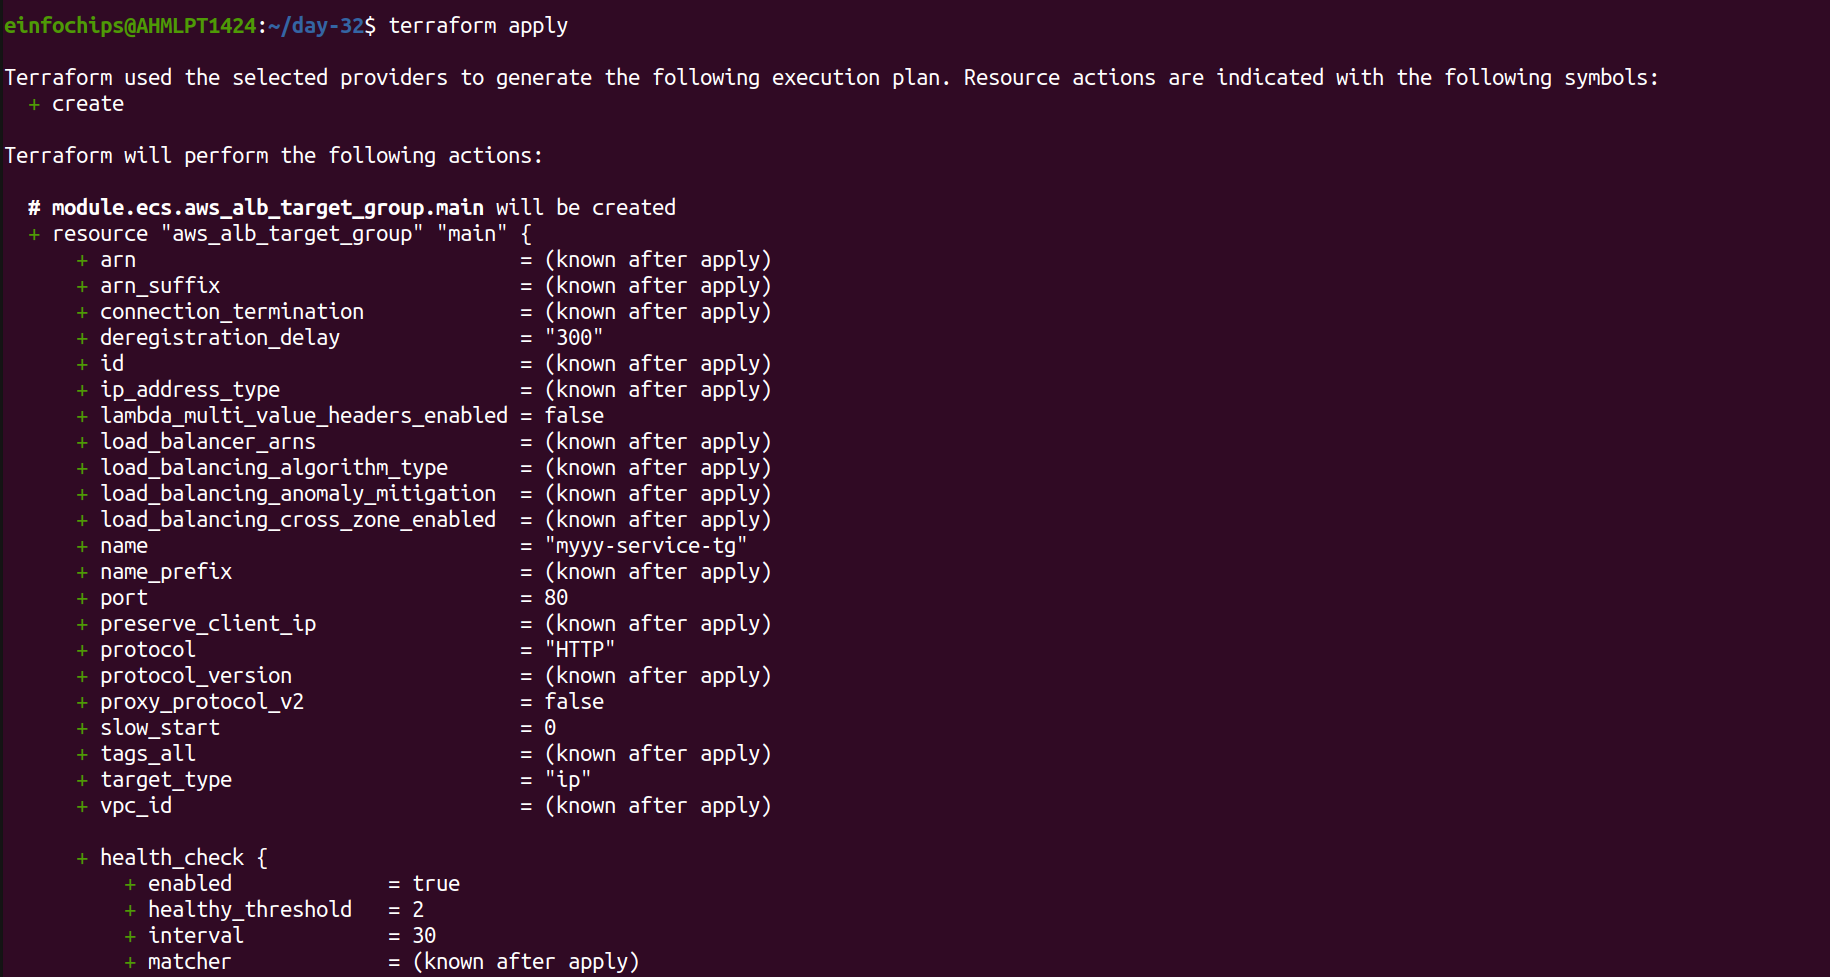 einfochips@AHMLPT1424:~/day-32$ terraform apply
Terraform used the selected providers to generate the following execution plan. Resource actions are indicated with the following symbols:
+ create
Terraform will perform the following actions:
# module.ecs.aws_alb_target_group.main will be created
+ resource "aws_alb_target_group" "main" {
+ arn = (known after apply)
+ arn_suffix = (known after apply)
+ connection_termination = (known after apply)
+ deregistration_delay = "300"
+ id = (known after apply)
+ ip_address_type = (known after apply)
+ lambda_multi_value_headers_enabled = false
+ load_balancer_arns = (known after apply)
+ load_balancing_algorithm_type = (known after apply)
+ load_balancing_anomaly_mitigation = (known after apply)
+ load_balancing_cross_zone_enabled = (known after apply)
+ name = "myyy-service-tg"
+ name_prefix = (known after apply)
+ port = 80
+ preserve_client_ip = (known after apply)
+ protocol = "HTTP"
+ protocol_version = (known after apply)
+ proxy_protocol_v2 = false
+ slow_start = 0
+ tags_all = (known after apply)
+ target_type = "ip"
+ vpc_id = (known after apply)
+ health_check {
+ enabled = true
+ healthy_threshold = 2
+ interval = 30
+ matcher = (known after apply)